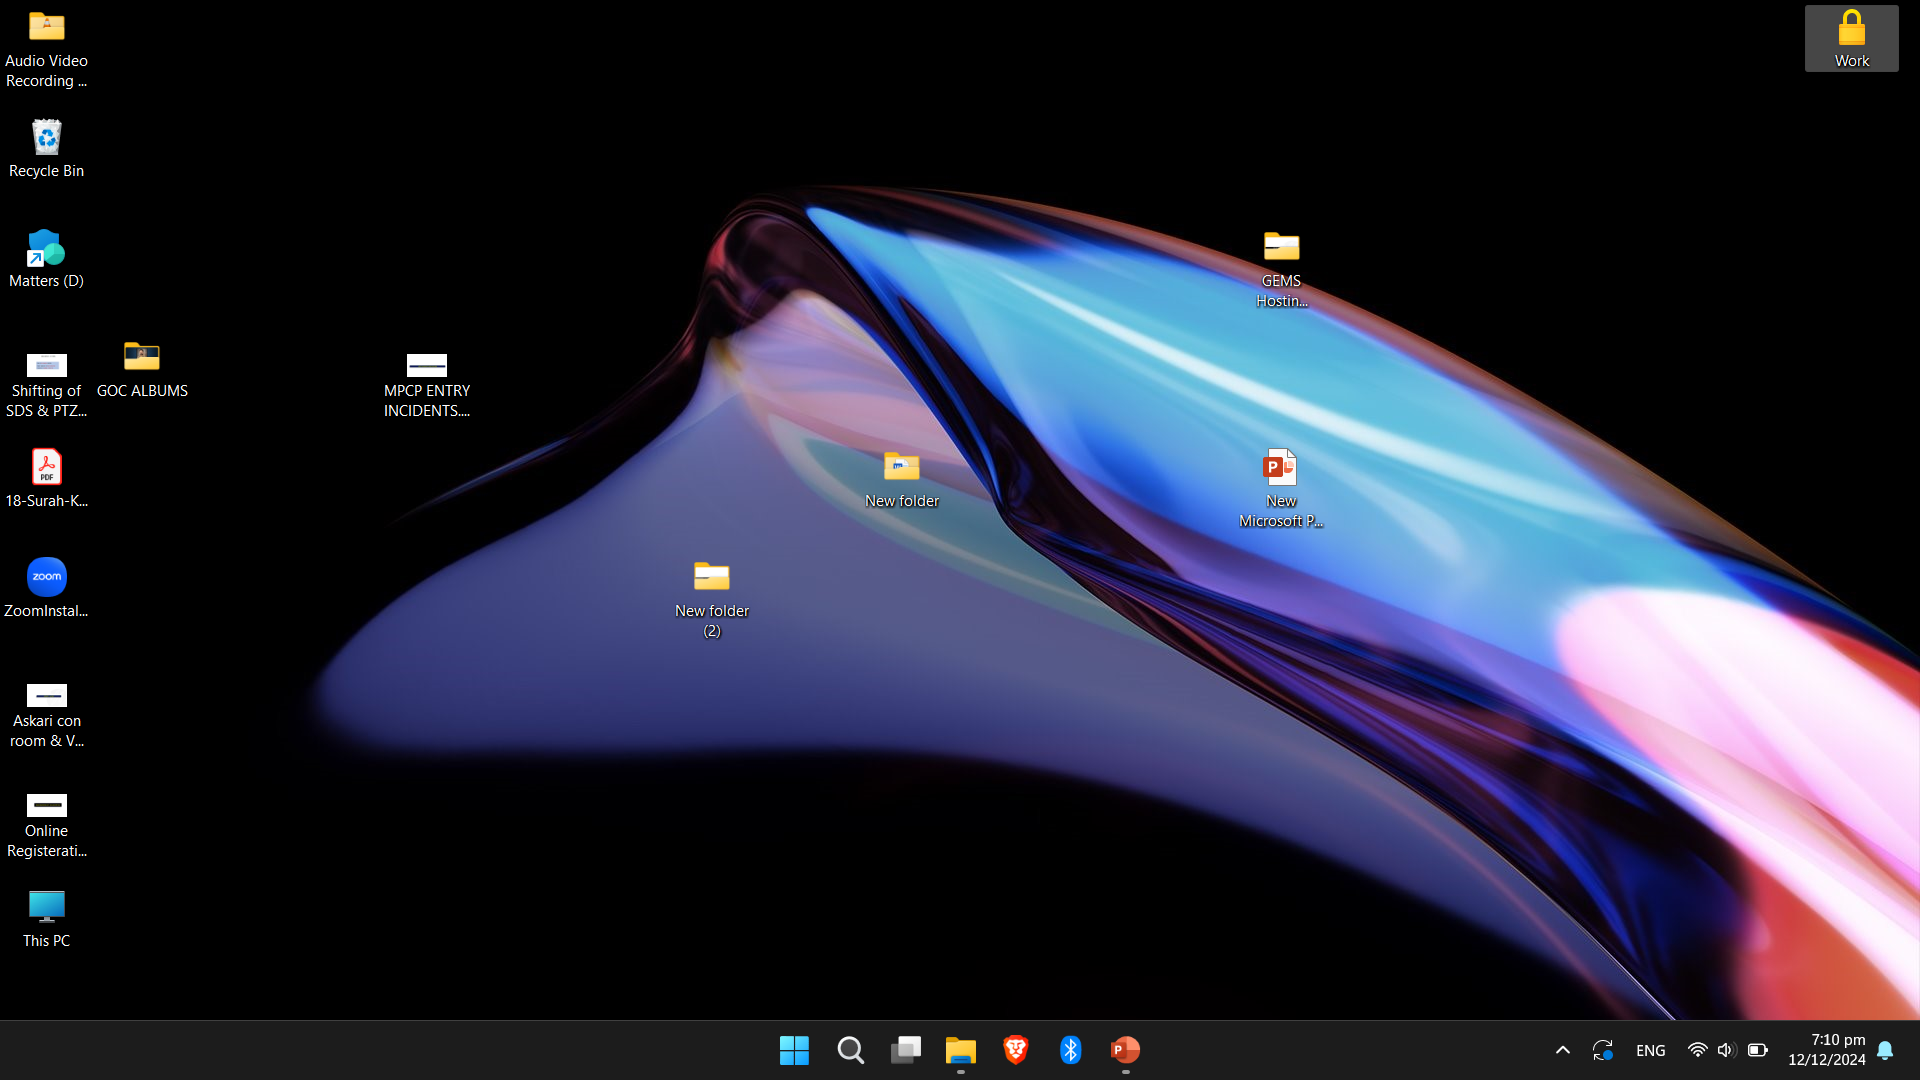 Audio Video
Recording ...
Work
Recycle Bin
Matters (D)
GEMS
Hostin...
Shifting of
SDS & PTZ...
GOC ALBUMS
MPCP ENTRY
INCIDENTS....
PDF
18-Surah-K...
New folder
P
New
Microsoft P...
zoom
ZoomInstal...
New folder
(2)
Askari con
room & V...
Online
Registerati...
This PC
P
ENG
7:10 pm
12/12/2024